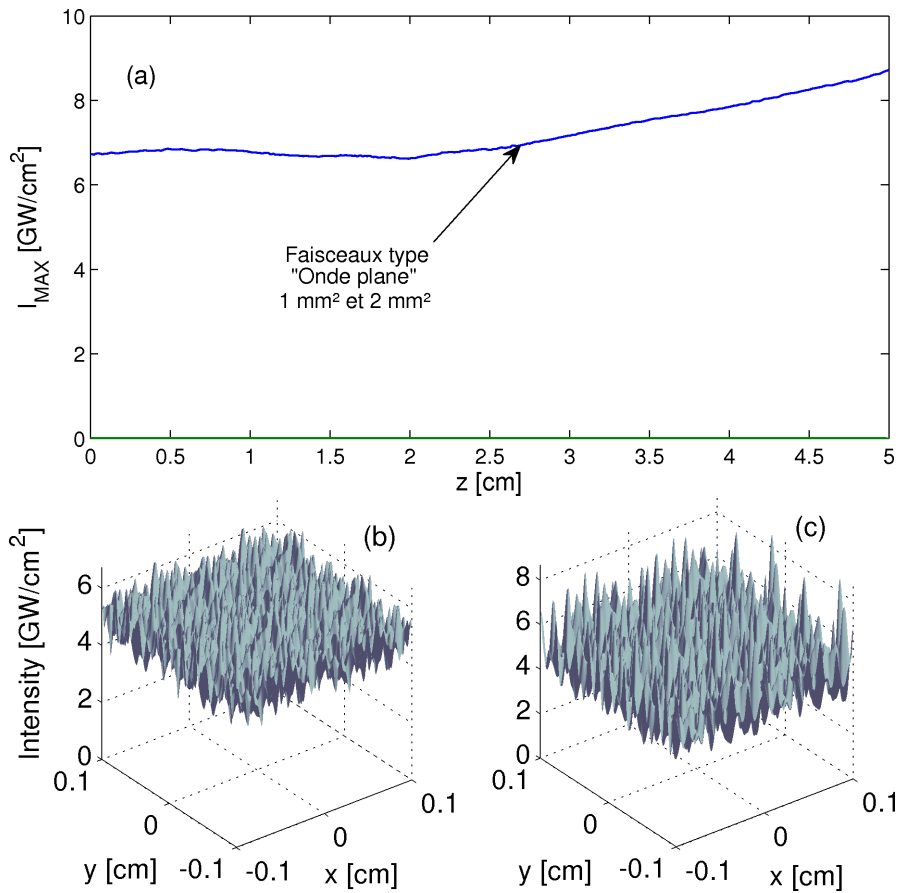 10
8
6
4
2
0
I_MAX [GW/cm²]
(a)
Faisceaux type
"Onde plane"
1 mm² et 2 mm²
0 0.5 1 1.5 2 2.5 3 3.5 4 4.5 5
z [cm]
(b)
Intensity [GW/cm²]
6
4
2
0
0.1
0
-0.1
y [cm]
-0.1
0
0.1
x [cm]
(c)
8
6
4
2
0
0.1
0
-0.1
y [cm]
-0.1
0
0.1
x [cm]